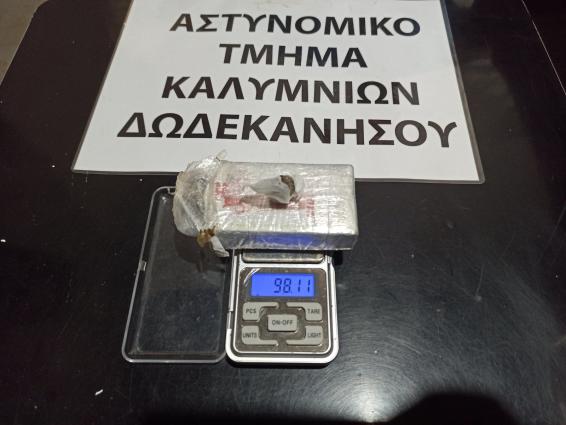 ΑΣΤΥΝΟΜΙΚΟ
ΤΜΗΜΑ
ΚΑΛΥΜΝΙΩΝ
ΔΩΔΕΚΑΝΗΣΟΥ
98.11
PCS
TARE
ON-OFF
UNITS
LIGHT